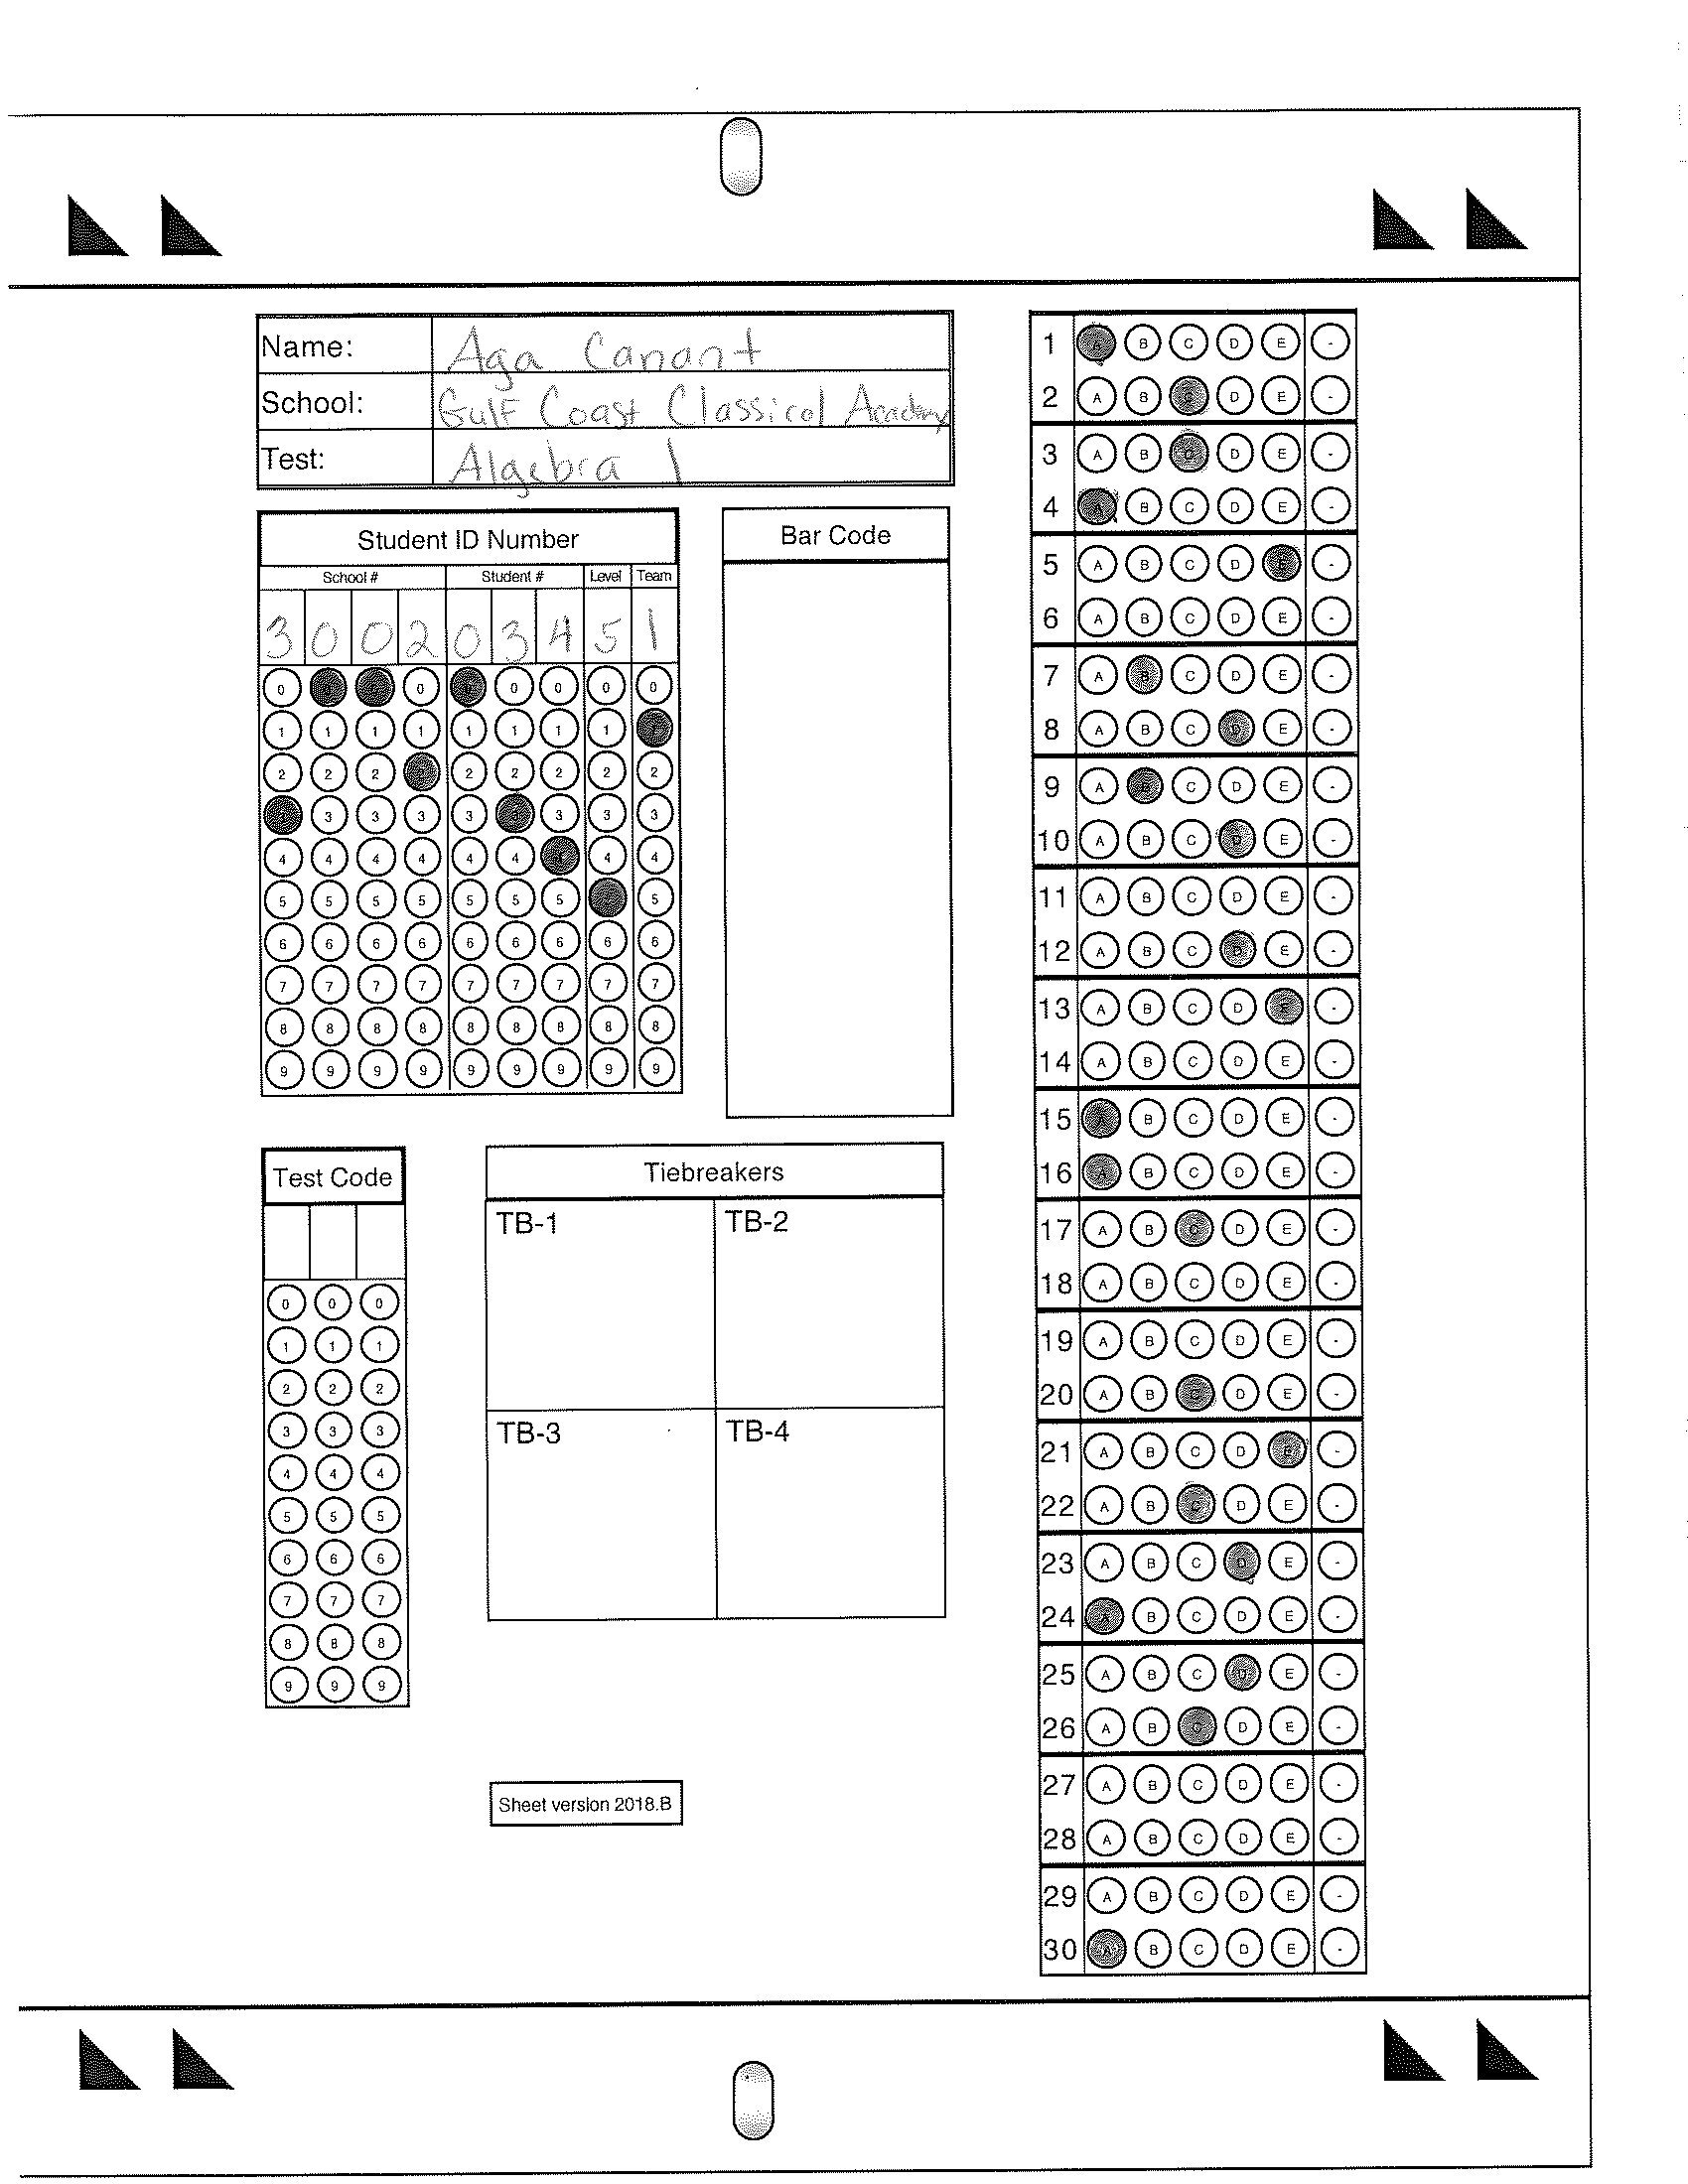 Name: Aga Canant
School: Gulf Coast Classical Academy
Test: Algebra 1
Student ID Number
School # Student # Level Team
3 0 0 2 0 3 4 5 1
0 0 0 0 0 0 0 0 0
1 1 1 1 1 1 1 1 1
2 2 2 2 2 2 2 2 2
3 3 3 3 3 3 3 3 3
4 4 4 4 4 4 4 4 4
5 5 5 5 5 5 5 5 5
6 6 6 6 6 6 6 6 6
7 7 7 7 7 7 7 7 7
8 8 8 8 8 8 8 8 8
9 9 9 9 9 9 9 9 9
Bar Code
Test Code
0 0 0
1 1 1
2 2 2
3 3 3
4 4 4
5 5 5
6 6 6
7 7 7
8 8 8
9 9 9
Tiebreakers
TB-1 TB-2
TB-3 TB-4
Sheet version 2018.B
1 A B C D E -
2 A B C D E -
3 A B C D E -
4 A B C D E -
5 A B C D E -
6 A B C D E -
7 A B C D E -
8 A B C D E -
9 A B C D E -
10 A B C D E -
11 A B C D E -
12 A B C D E -
13 A B C D E -
14 A B C D E -
15 A B C D E -
16 A B C D E -
17 A B C D E -
18 A B C D E -
19 A B C D E -
20 A B C D E -
21 A B C D E -
22 A B C D E -
23 A B C D E -
24 A B C D E -
25 A B C D E -
26 A B C D E -
27 A B C D E -
28 A B C D E -
29 A B C D E -
30 A B C D E -